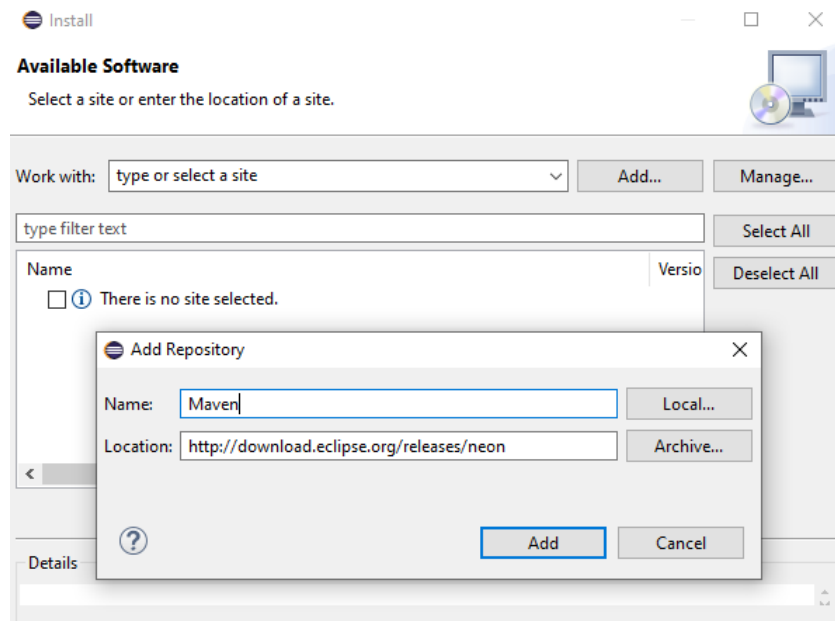 Install
Available Software
Select a site or enter the location of a site.
Work with: type or select a site Add... Manage...
type filter text Select All
Name Versio Deselect All
There is no site selected.
Add Repository
Name: Maven Local...
Location: http://download.eclipse.org/releases/neon Archive...
Add Cancel
Details